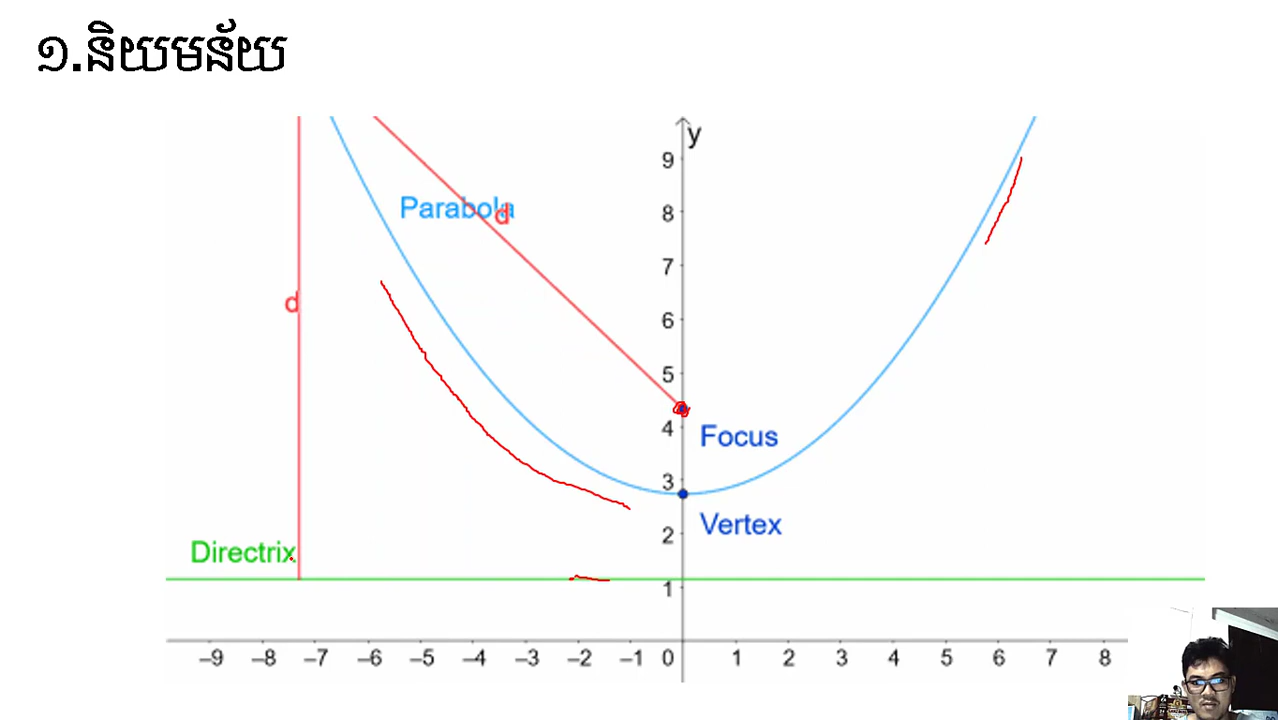 ១.និយមន័យ
y
9
Parabola
d
8
7
d
6
5
4
Focus
3
Vertex
2
Directrix
1
–9 –8 –7 –6 –5 –4 –3 –2 –1 0 1 2 3 4 5 6 7 8